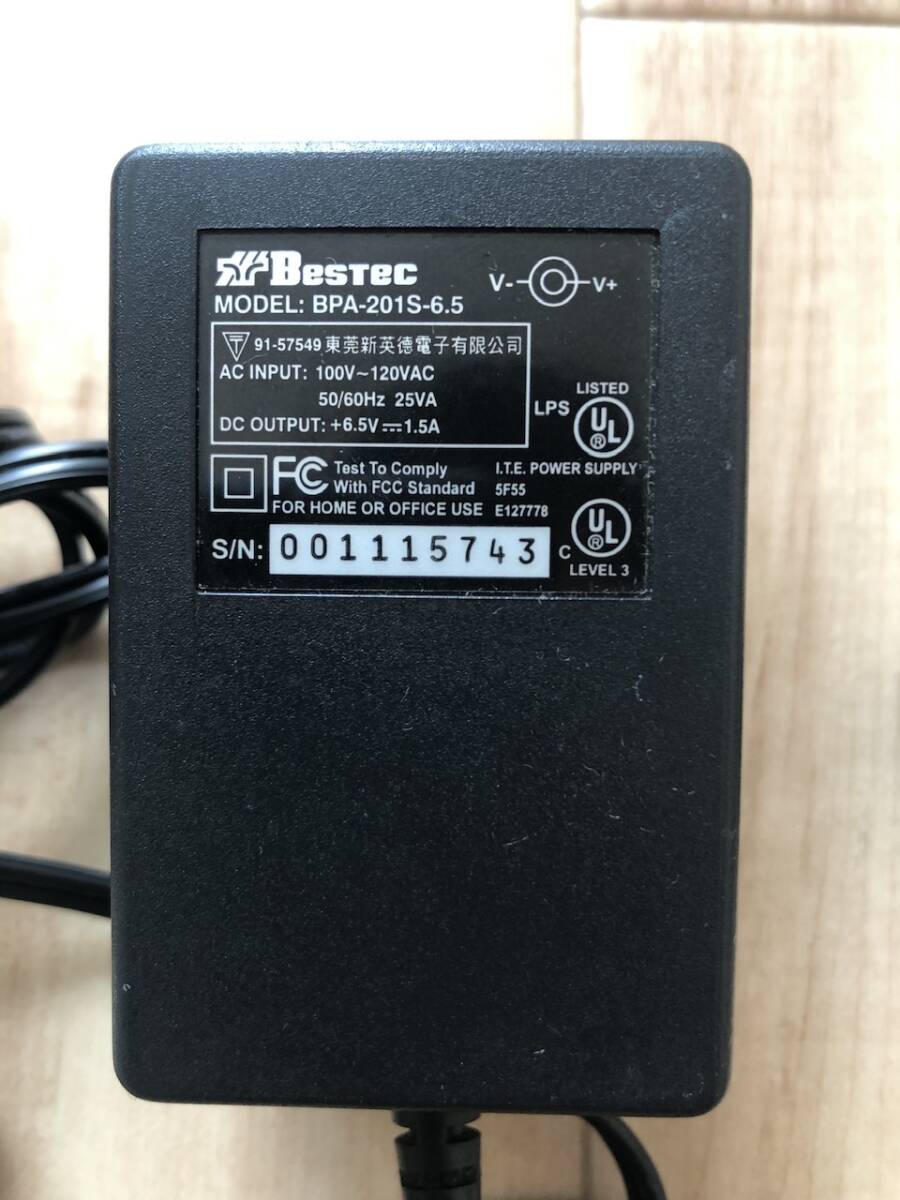 BESTEC
V- V+
MODEL: BPA-201S-6.5
91-57549 東莞新英德電子有限公司
AC INPUT: 100V~120VAC
50/60Hz 25VA
DC OUTPUT: +6.5V⎓1.5A
LISTED
LPS UL ®
I.T.E. POWER SUPPLY
5F55
E127778
FC Test To Comply
With FCC Standard
FOR HOME OR OFFICE USE
S/N: 001115743
C UL ®
LEVEL 3